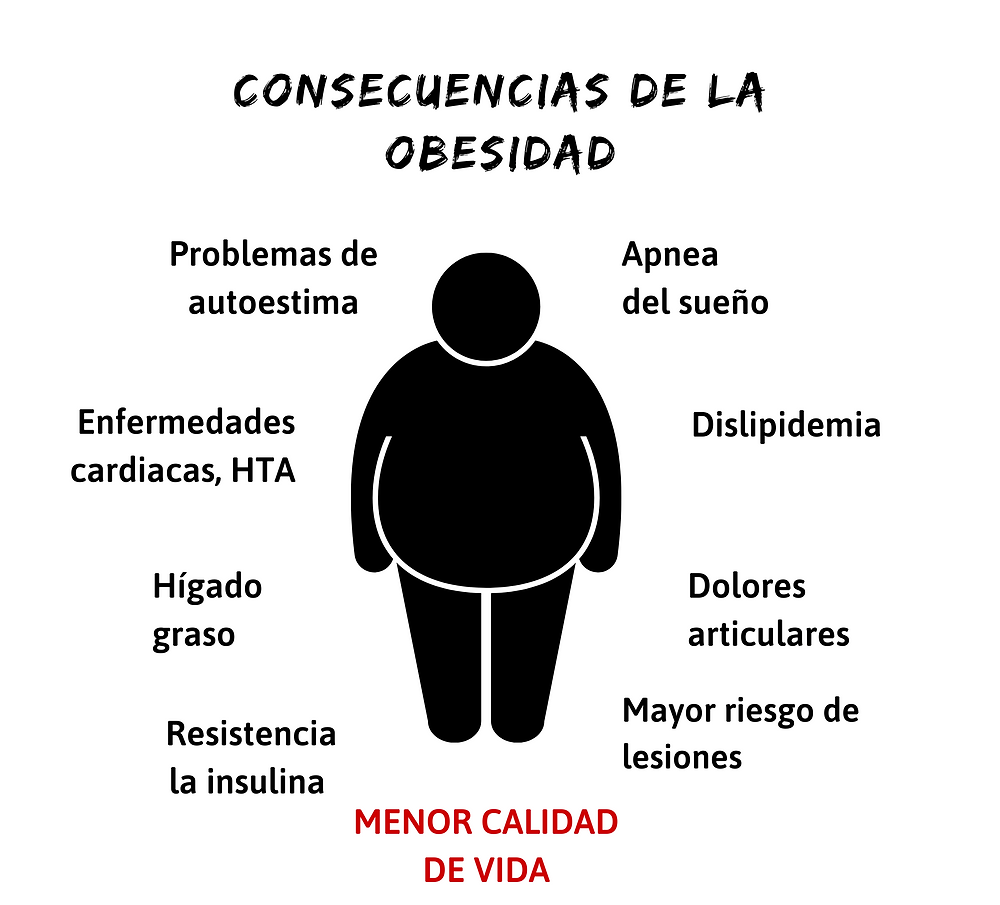 CONSECUENCIAS DE LA
OBESIDAD
Problemas de
autoestima
Apnea
del sueño
Enfermedades
cardiacas, HTA
Dislipidemia
Hígado
graso
Dolores
articulares
Resistencia
la insulina
Mayor riesgo de
lesiones
MENOR CALIDAD
DE VIDA